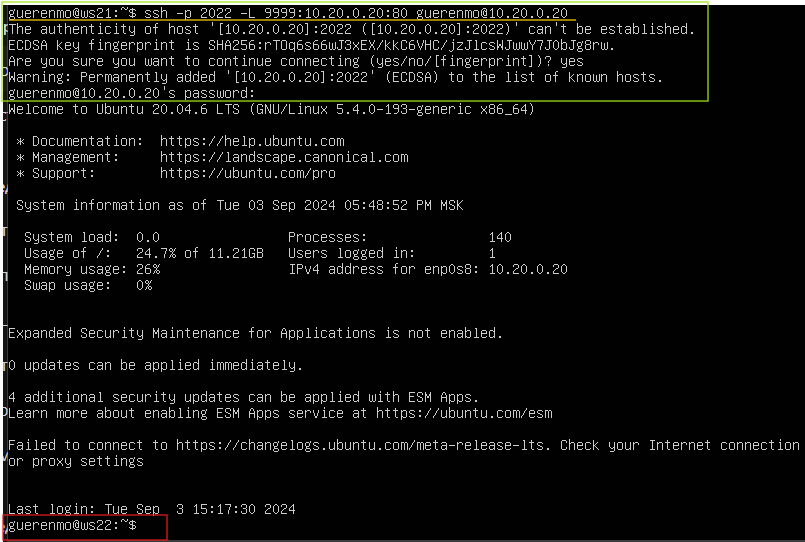 guerenmo@ws21:~$ ssh -p 2022 -L 9999:10.20.0.20:80 guerenmo@10.20.0.20
The authenticity of host '[10.20.0.20]:2022 ([10.20.0.20]:2022)' can't be established.
ECDSA key fingerprint is SHA256:rTOq6s66wJ3xEX/kkC6VHC/jzJlcsWJwwY7J0bJg8rw.
Are you sure you want to continue connecting (yes/no/[fingerprint])? yes
Warning: Permanently added '[10.20.0.20]:2022' (ECDSA) to the list of known hosts.
guerenmo@10.20.0.20's password:
Welcome to Ubuntu 20.04.6 LTS (GNU/Linux 5.4.0-193-generic x86_64)
* Documentation:  https://help.ubuntu.com
* Management:     https://landscape.canonical.com
* Support:        https://ubuntu.com/pro
System information as of Tue 03 Sep 2024 05:48:52 PM MSK
System load:  0.0                Processes:               140
Usage of /:   24.7% of 11.21GB   Users logged in:         1
Memory usage: 26%                IPv4 address for enp0s8: 10.20.0.20
Swap usage:   0%
Expanded Security Maintenance for Applications is not enabled.
0 updates can be applied immediately.
4 additional security updates can be applied with ESM Apps.
Learn more about enabling ESM Apps service at https://ubuntu.com/esm
Failed to connect to https://changelogs.ubuntu.com/meta-release-lts. Check your Internet connection
or proxy settings
Last login: Tue Sep  3 15:17:30 2024
guerenmo@ws22:~$